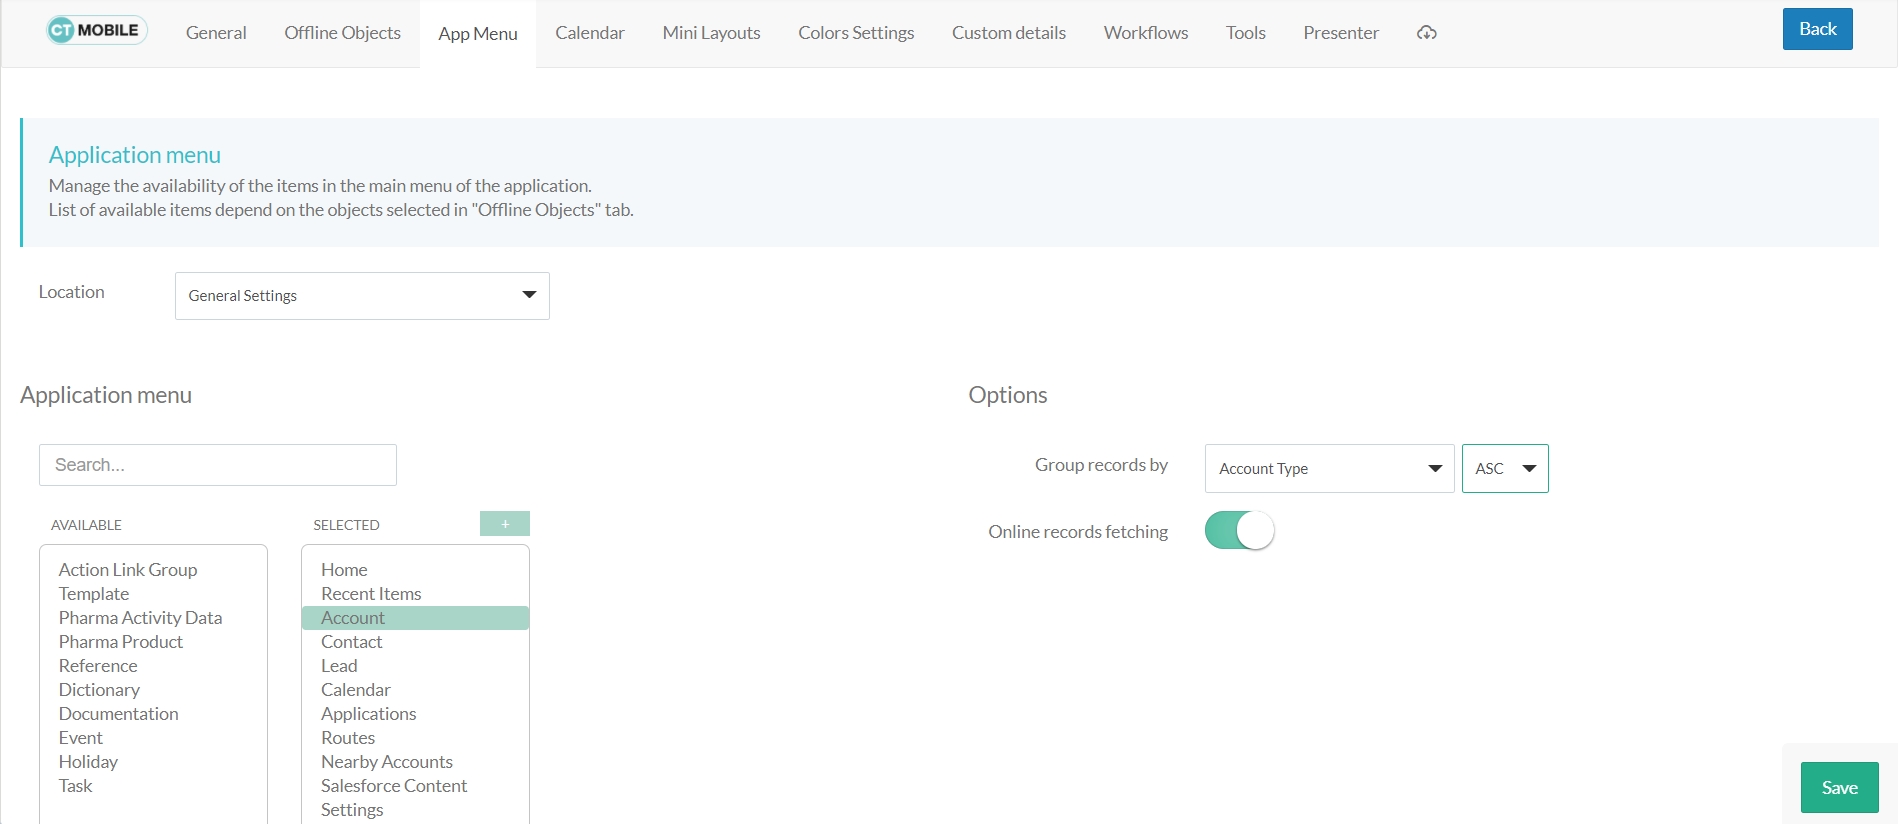 CT MOBILE
General
Offline Objects
App Menu
Calendar
Mini Layouts
Colors Settings
Custom details
Workflows
Tools
Presenter
Back
Application menu
Manage the availability of the items in the main menu of the application.
List of available items depend on the objects selected in "Offline Objects" tab.
Location
General Settings
Application menu
Search...
AVAILABLE
Action Link Group
Template
Pharma Activity Data
Pharma Product
Reference
Dictionary
Documentation
Event
Holiday
Task
SELECTED
+
Home
Recent Items
Account
Contact
Lead
Calendar
Applications
Routes
Nearby Accounts
Salesforce Content
Settings
Options
Group records by
Account Type
ASC
Online records fetching
Save